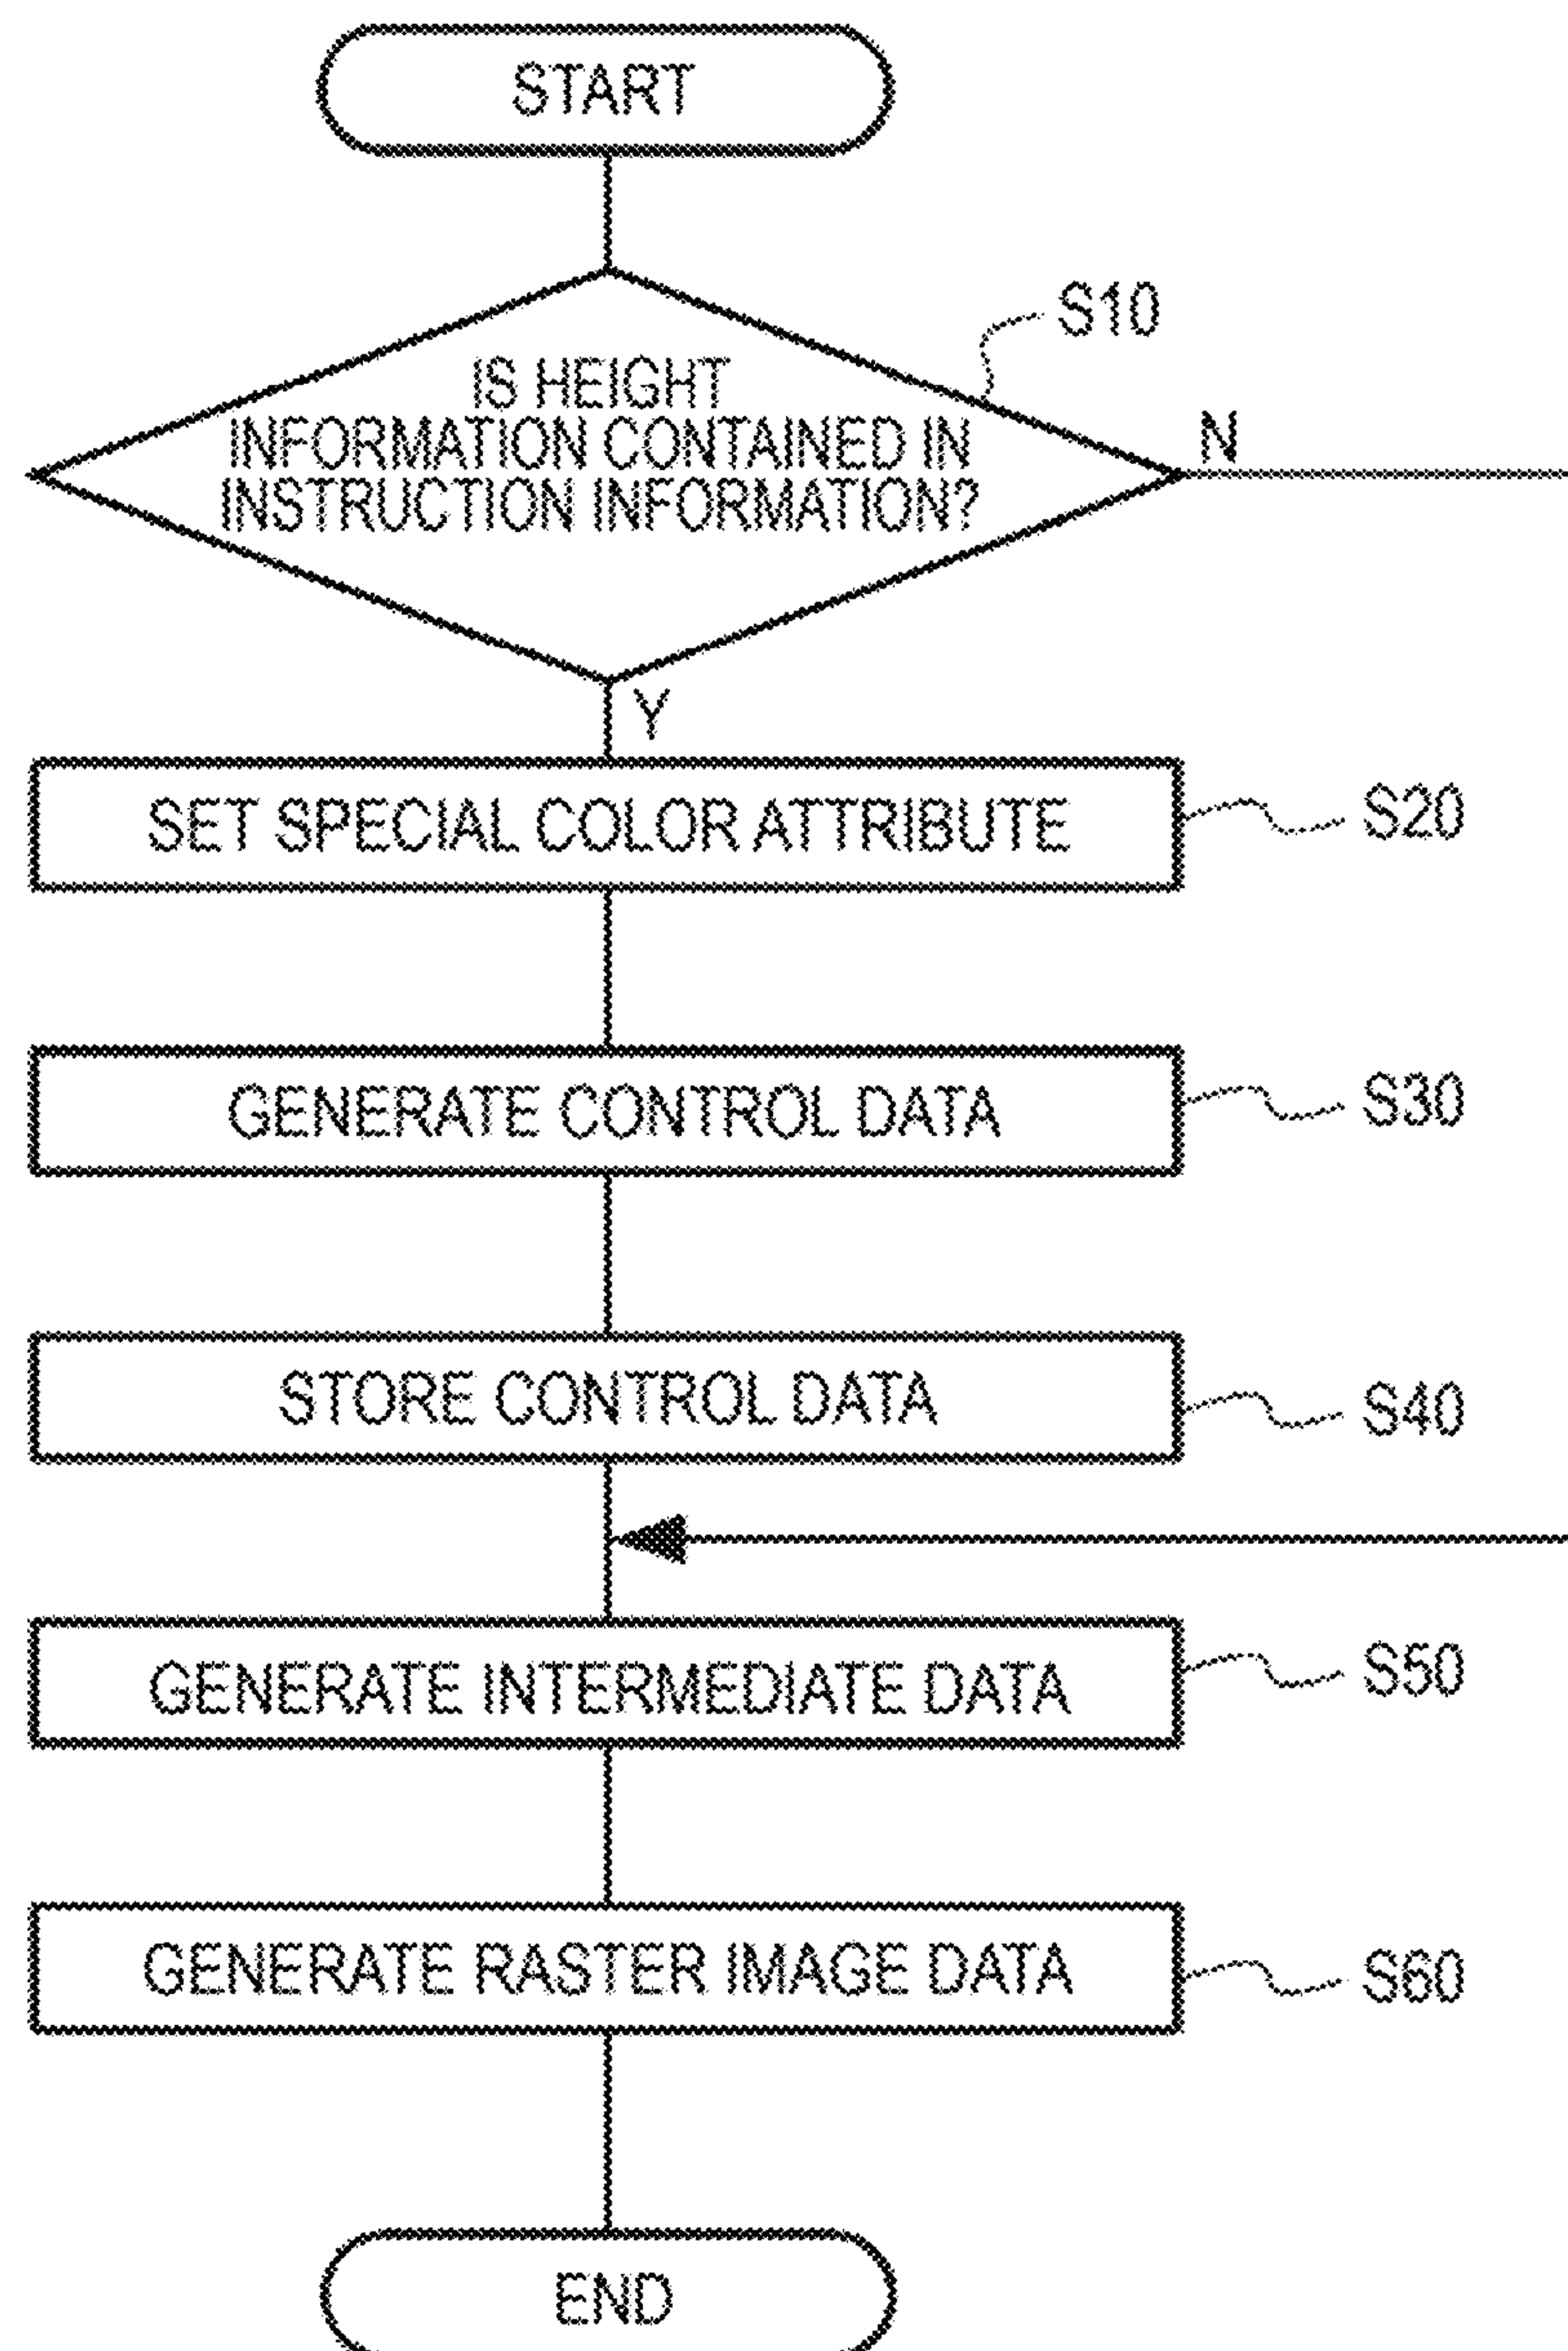 START
S10
IS HEIGHT
INFORMATION CONTAINED IN
INSTRUCTION INFORMATION?
N
Y
SET SPECIAL COLOR ATTRIBUTE
S20
GENERATE CONTROL DATA
S30
STORE CONTROL DATA
S40
GENERATE INTERMEDIATE DATA
S50
GENERATE RASTER IMAGE DATA
S60
END